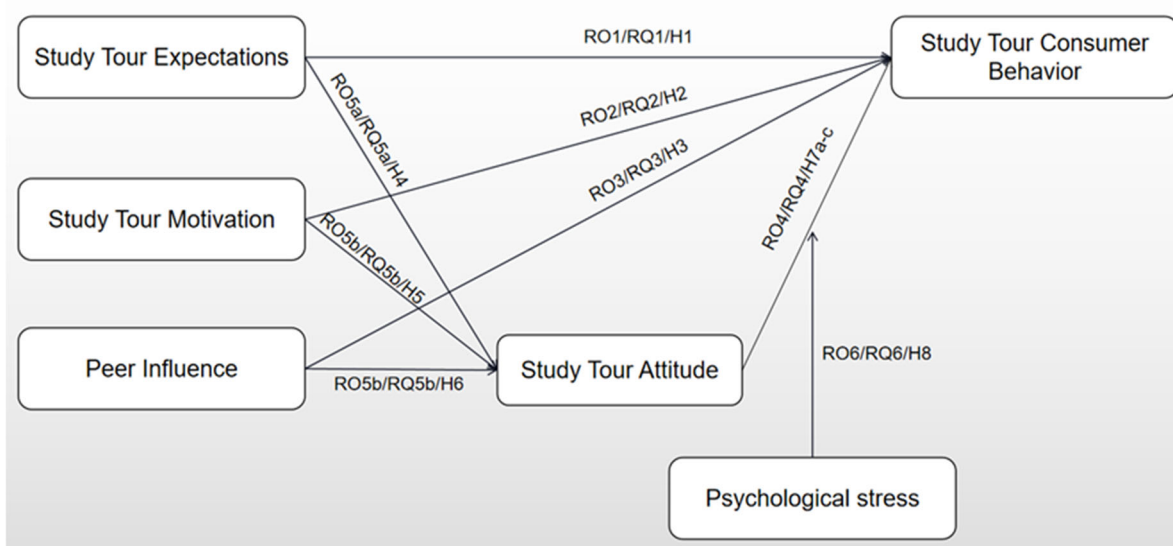 Study Tour Expectations
RO1/RQ1/H1
Study Tour Consumer
Behavior
RO5a/RQ5a/H4
RO2/RQ2/H2
RO3/RQ3/H3
RO4/RQ4/H7a-c
Study Tour Motivation
RO5b/RQ5b/H5
Peer Influence
RO5b/RQ5b/H6
Study Tour Attitude
RO6/RQ6/H8
Psychological stress